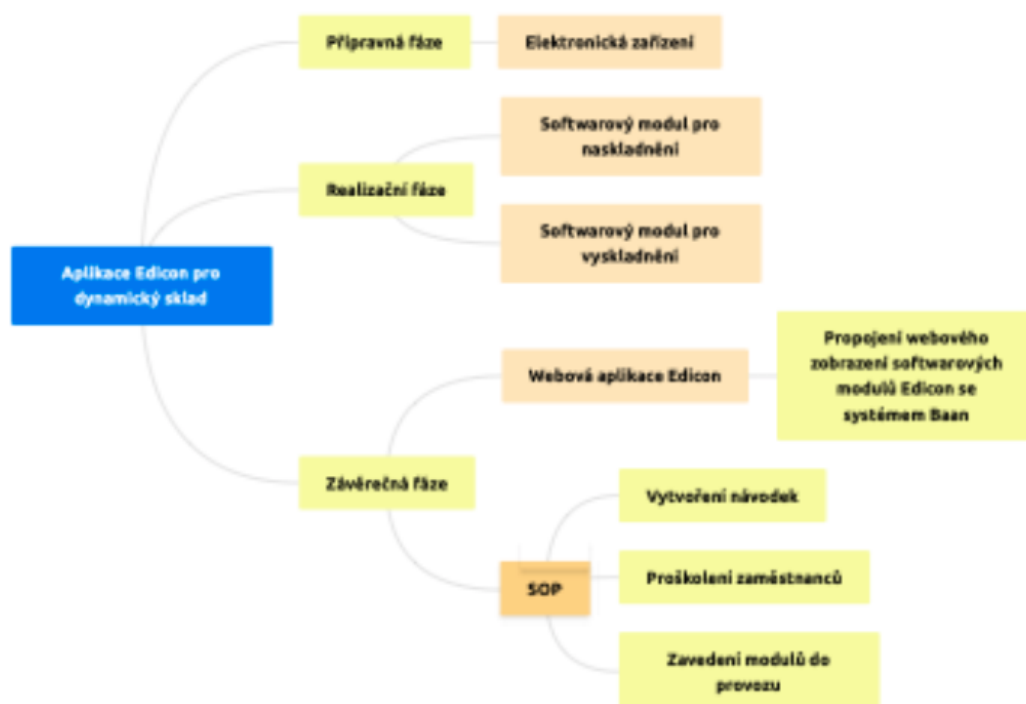 Přípravná fáze
Elektronická zařízení
Softwarový modul pro
naskladnění
Realizační fáze
Softwarový modul pro
vyskladnění
Aplikace Edicon pro
dynamický sklad
Propojení webového
zobrazení softwarových
modulů Edicon se
systémem Baan
Webová aplikace Edicon
Závěrečná fáze
Vytvoření návodek
SOP
Proškolení zaměstnanců
Zavedení modulů do
provozu